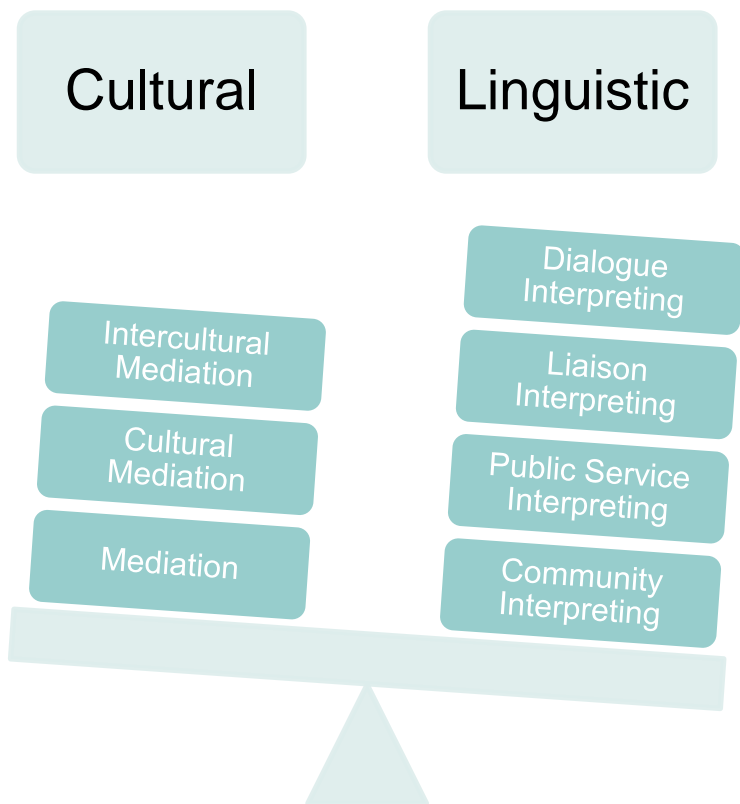 Cultural
Linguistic
Intercultural
Mediation
Cultural
Mediation
Mediation
Dialogue
Interpreting
Liaison
Interpreting
Public Service
Interpreting
Community
Interpreting